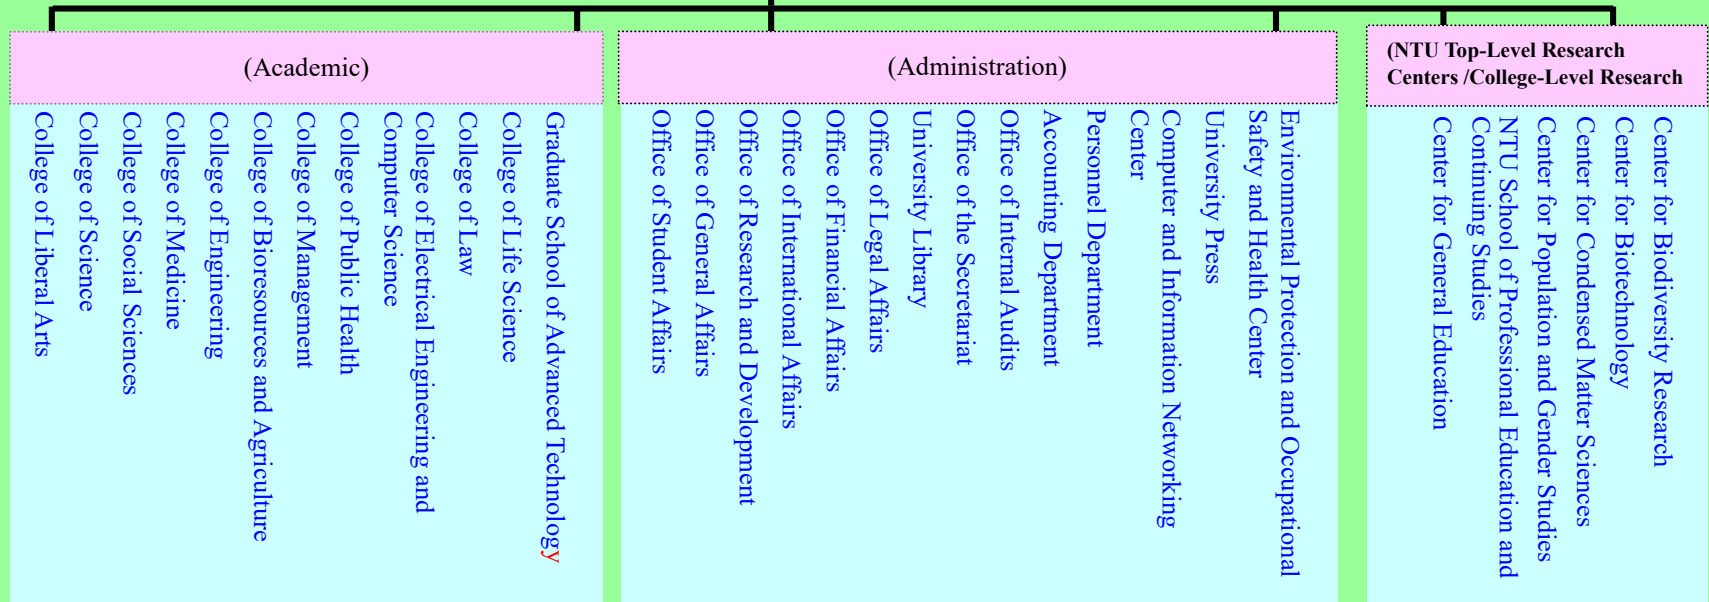 (Academic)
College of Liberal Arts
College of Science
College of Social Sciences
College of Medicine
College of Engineering
College of Bioresources and Agriculture
College of Management
College of Public Health
College of Electrical Engineering and
Computer Science
College of Law
College of Life Science
Graduate School of Advanced Technology
(Administration)
Office of Student Affairs
Office of General Affairs
Office of Research and Development
Office of International Affairs
Office of Financial Affairs
Office of Legal Affairs
University Library
Office of the Secretariat
Office of Internal Audits
Accounting Department
Personnel Department
Computer and Information Networking
Center
University Press
Environmental Protection and Occupational
Safety and Health Center
(NTU Top-Level Research
Centers /College-Level Research
Center for General Education
NTU School of Professional Education and
Continuing Studies
Center for Population and Gender Studies
Center for Condensed Matter Sciences
Center for Biotechnology
Center for Biodiversity Research